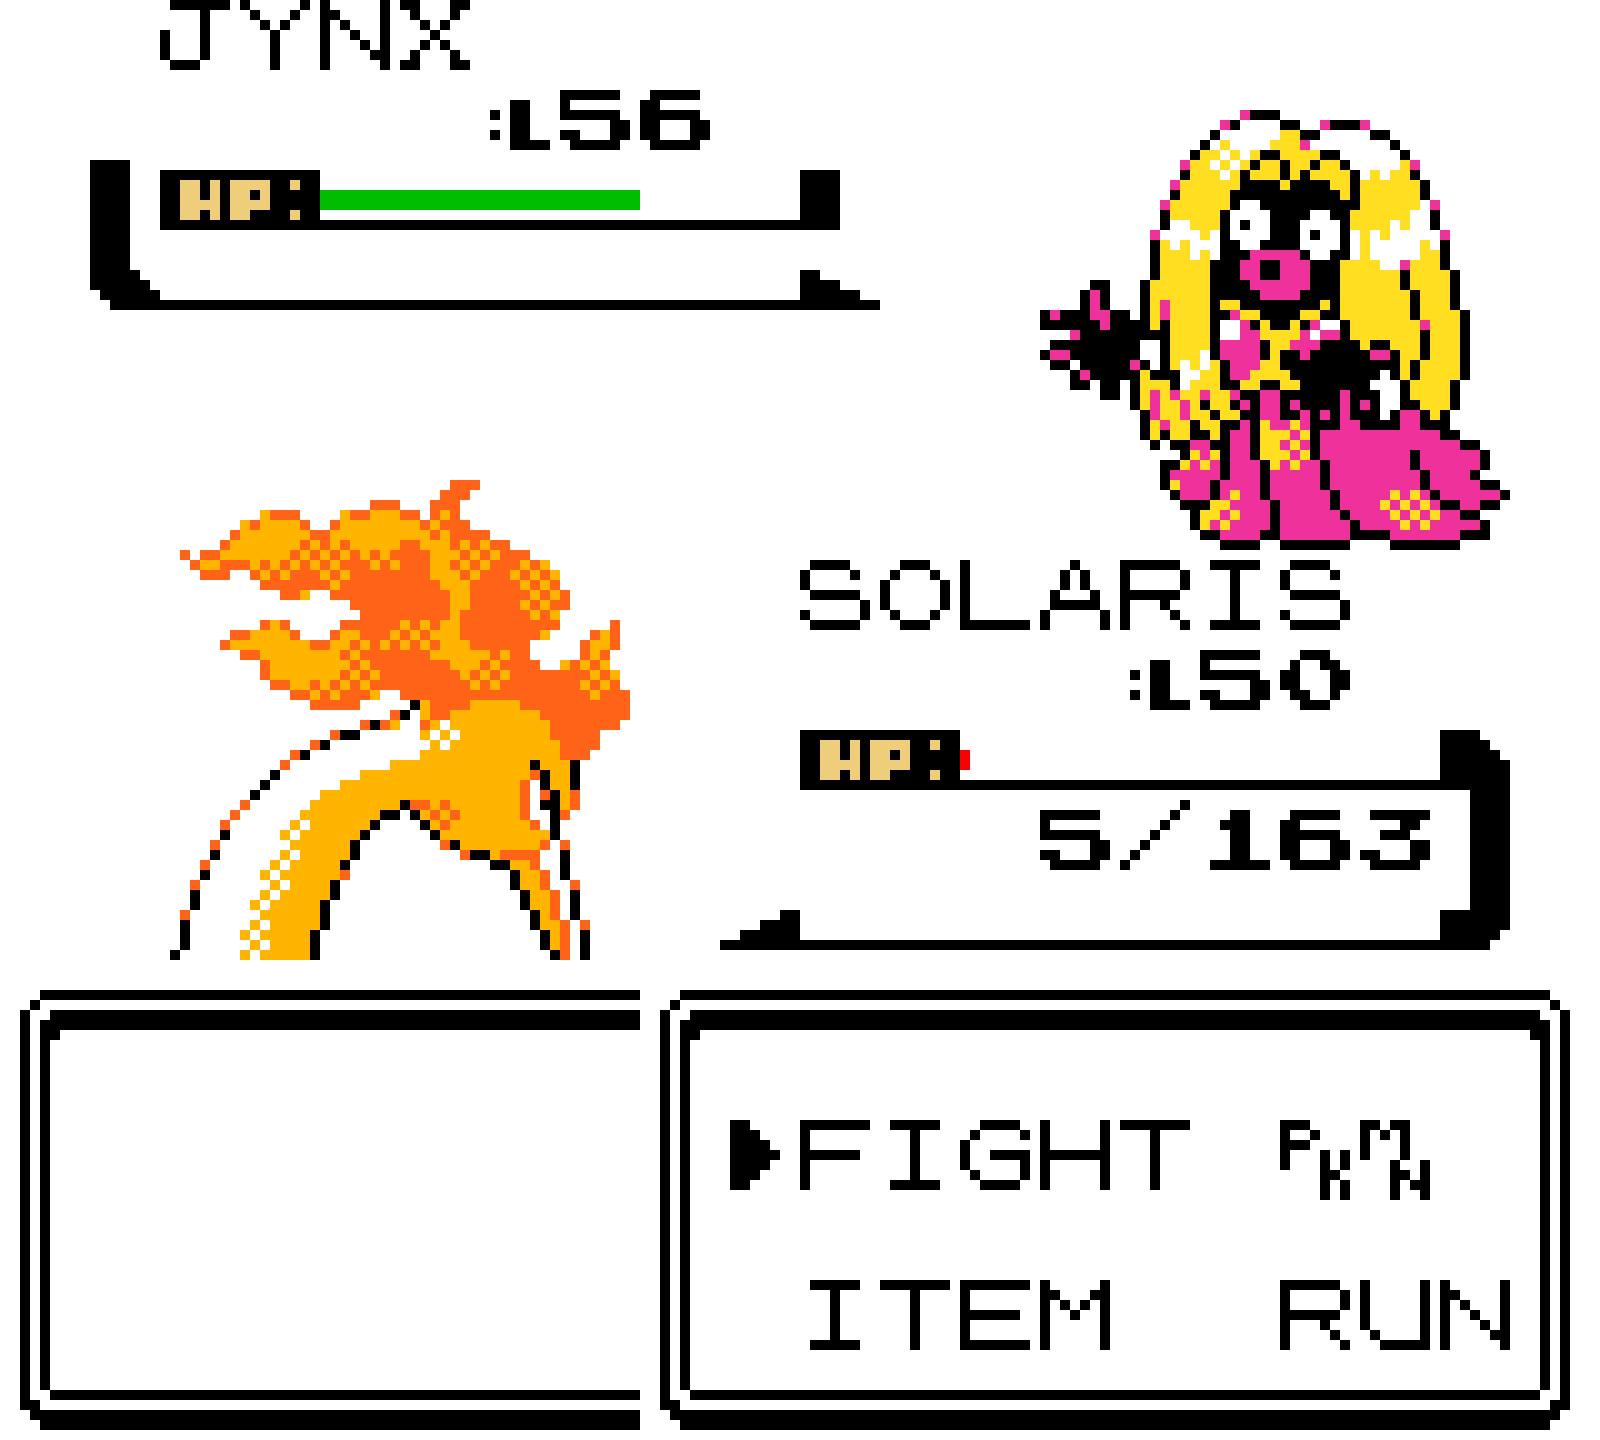 JYNX
:L56
HP:
SOLARIS
:L50
HP:
5/163
▶FIGHT PKMN
ITEM RUN